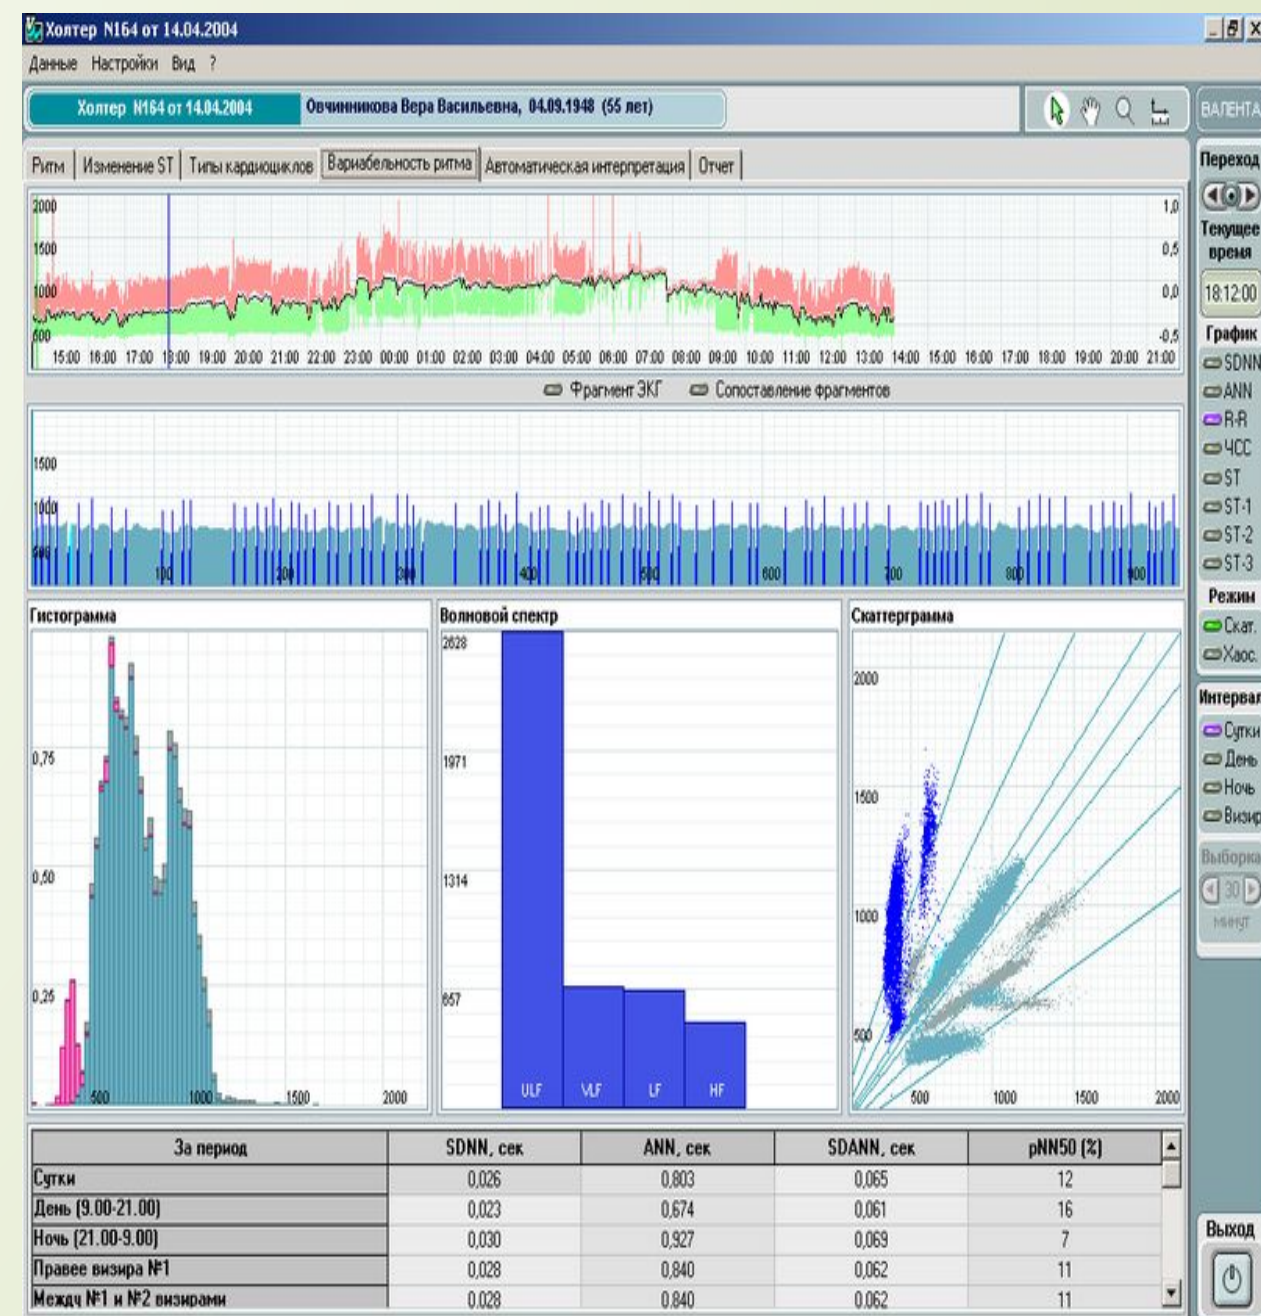 Холтер N164 от 14.04.2004
Данные Настройки Вид ?
Холтер N164 от 14.04.2004 Овчинникова Вера Васильевна, 04.09.1948 (55 лет) ВАЛЕНТА
Ритм Изменение ST Типы кардиоциклов Вариабельность ритма Автоматическая интерпретация Отчет
Переход
Текущее
время
18:12:00
График
SDNN
ANN
R-R
ЧСС
ST
ST-1
ST-2
ST-3
Режим
Скат.
Хаос.
Интервал
Сутки
День
Ночь
Визир
Выборка
30
минут
Выход
2000 1,0
1500 0,5
1000 0,0
500 -0,5
15:00 16:00 17:00 18:00 19:00 20:00 21:00 22:00 23:00 00:00 01:00 02:00 03:00 04:00 05:00 06:00 07:00 08:00 09:00 10:00 11:00 12:00 13:00 14:00 15:00 16:00 17:00 18:00 19:00 20:00 21:00
Фрагмент ЭКГ Сопоставление фрагментов
1500
1000
500
100 200 300 400 500 600 700 800 900
Гистограмма
0,75
0,50
0,25
500 1000 1500 2000
Волновой спектр
2628
1971
1314
657
ULF VLF LF HF
Скаттерграмма
2000
1500
1000
500
500 1000 1500 2000
За период SDNN, сек ANN, сек SDANN, сек pNN50 (%)
Сутки 0,026 0,803 0,065 12
День (9.00-21.00) 0,023 0,674 0,061 16
Ночь (21.00-9.00) 0,030 0,927 0,069 7
Правее визира №1 0,028 0,840 0,062 11
Между №1 и №2 визирами 0,028 0,840 0,062 11